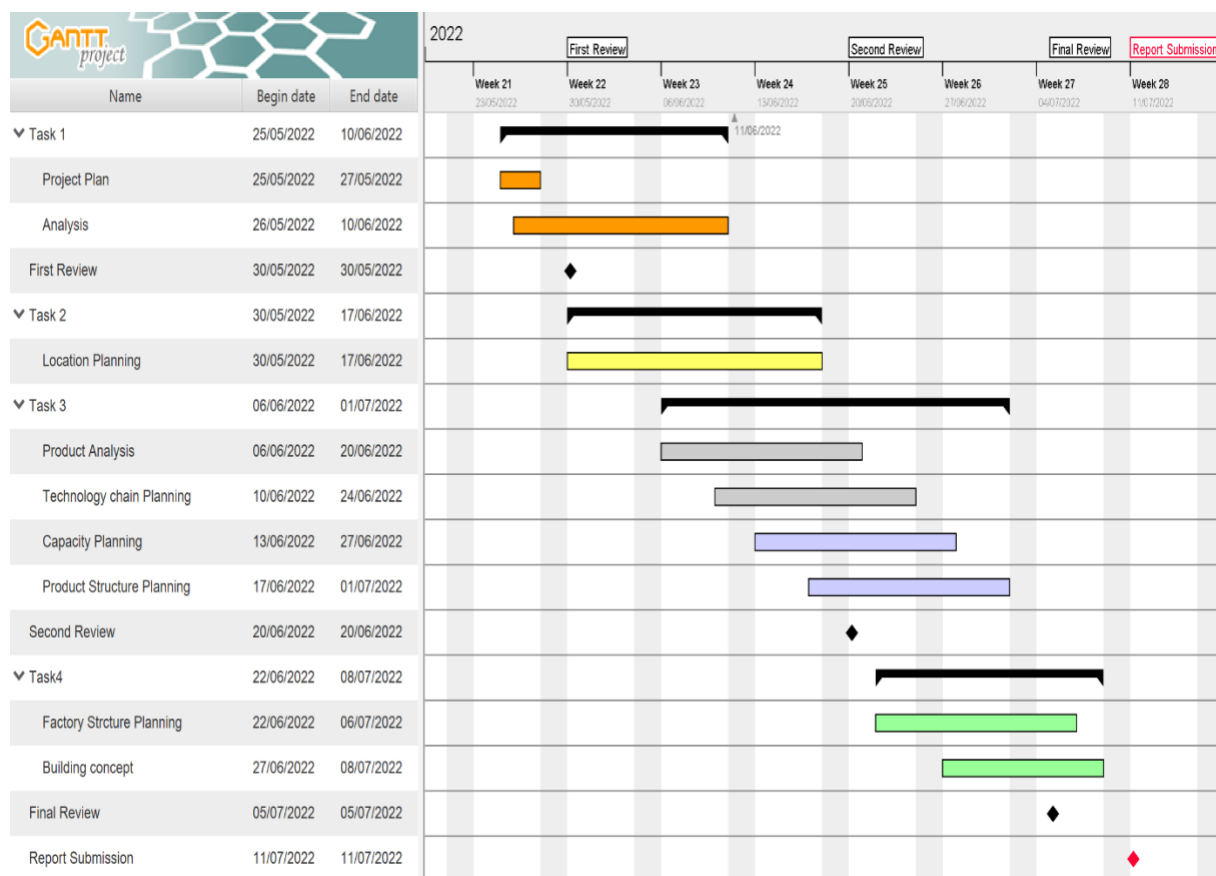 GANTT
project
2022
First Review Second Review Final Review Report Submission
Week 21 Week 22 Week 23 Week 24 Week 25 Week 26 Week 27 Week 28
23/05/2022 30/05/2022 06/06/2022 13/06/2022 20/06/2022 27/06/2022 04/07/2022 11/07/2022
Name Begin date End date
11/06/2022
Task 1 25/05/2022 10/06/2022
Project Plan 25/05/2022 27/05/2022
Analysis 26/05/2022 10/06/2022
First Review 30/05/2022 30/05/2022
Task 2 30/05/2022 17/06/2022
Location Planning 30/05/2022 17/06/2022
Task 3 06/06/2022 01/07/2022
Product Analysis 06/06/2022 20/06/2022
Technology chain Planning 10/06/2022 24/06/2022
Capacity Planning 13/06/2022 27/06/2022
Product Structure Planning 17/06/2022 01/07/2022
Second Review 20/06/2022 20/06/2022
Task4 22/06/2022 08/07/2022
Factory Strcture Planning 22/06/2022 06/07/2022
Building concept 27/06/2022 08/07/2022
Final Review 05/07/2022 05/07/2022
Report Submission 11/07/2022 11/07/2022